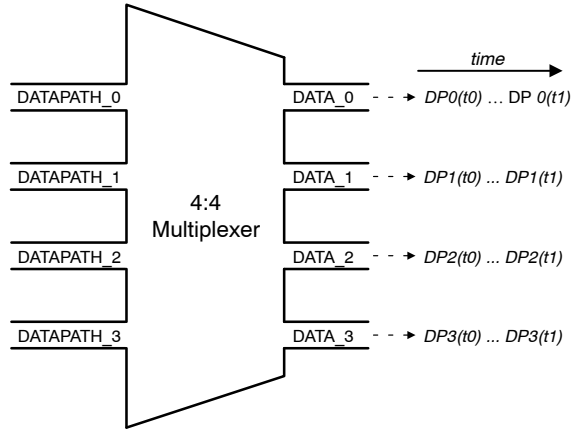 time
DATAPATH_0 DATA_0 DP0(t0) … DP 0(t1)
DATAPATH_1 DATA_1 DP1(t0) ... DP1(t1)
4:4
Multiplexer
DATAPATH_2 DATA_2 DP2(t0) ... DP2(t1)
DATAPATH_3 DATA_3 DP3(t0) ... DP3(t1)